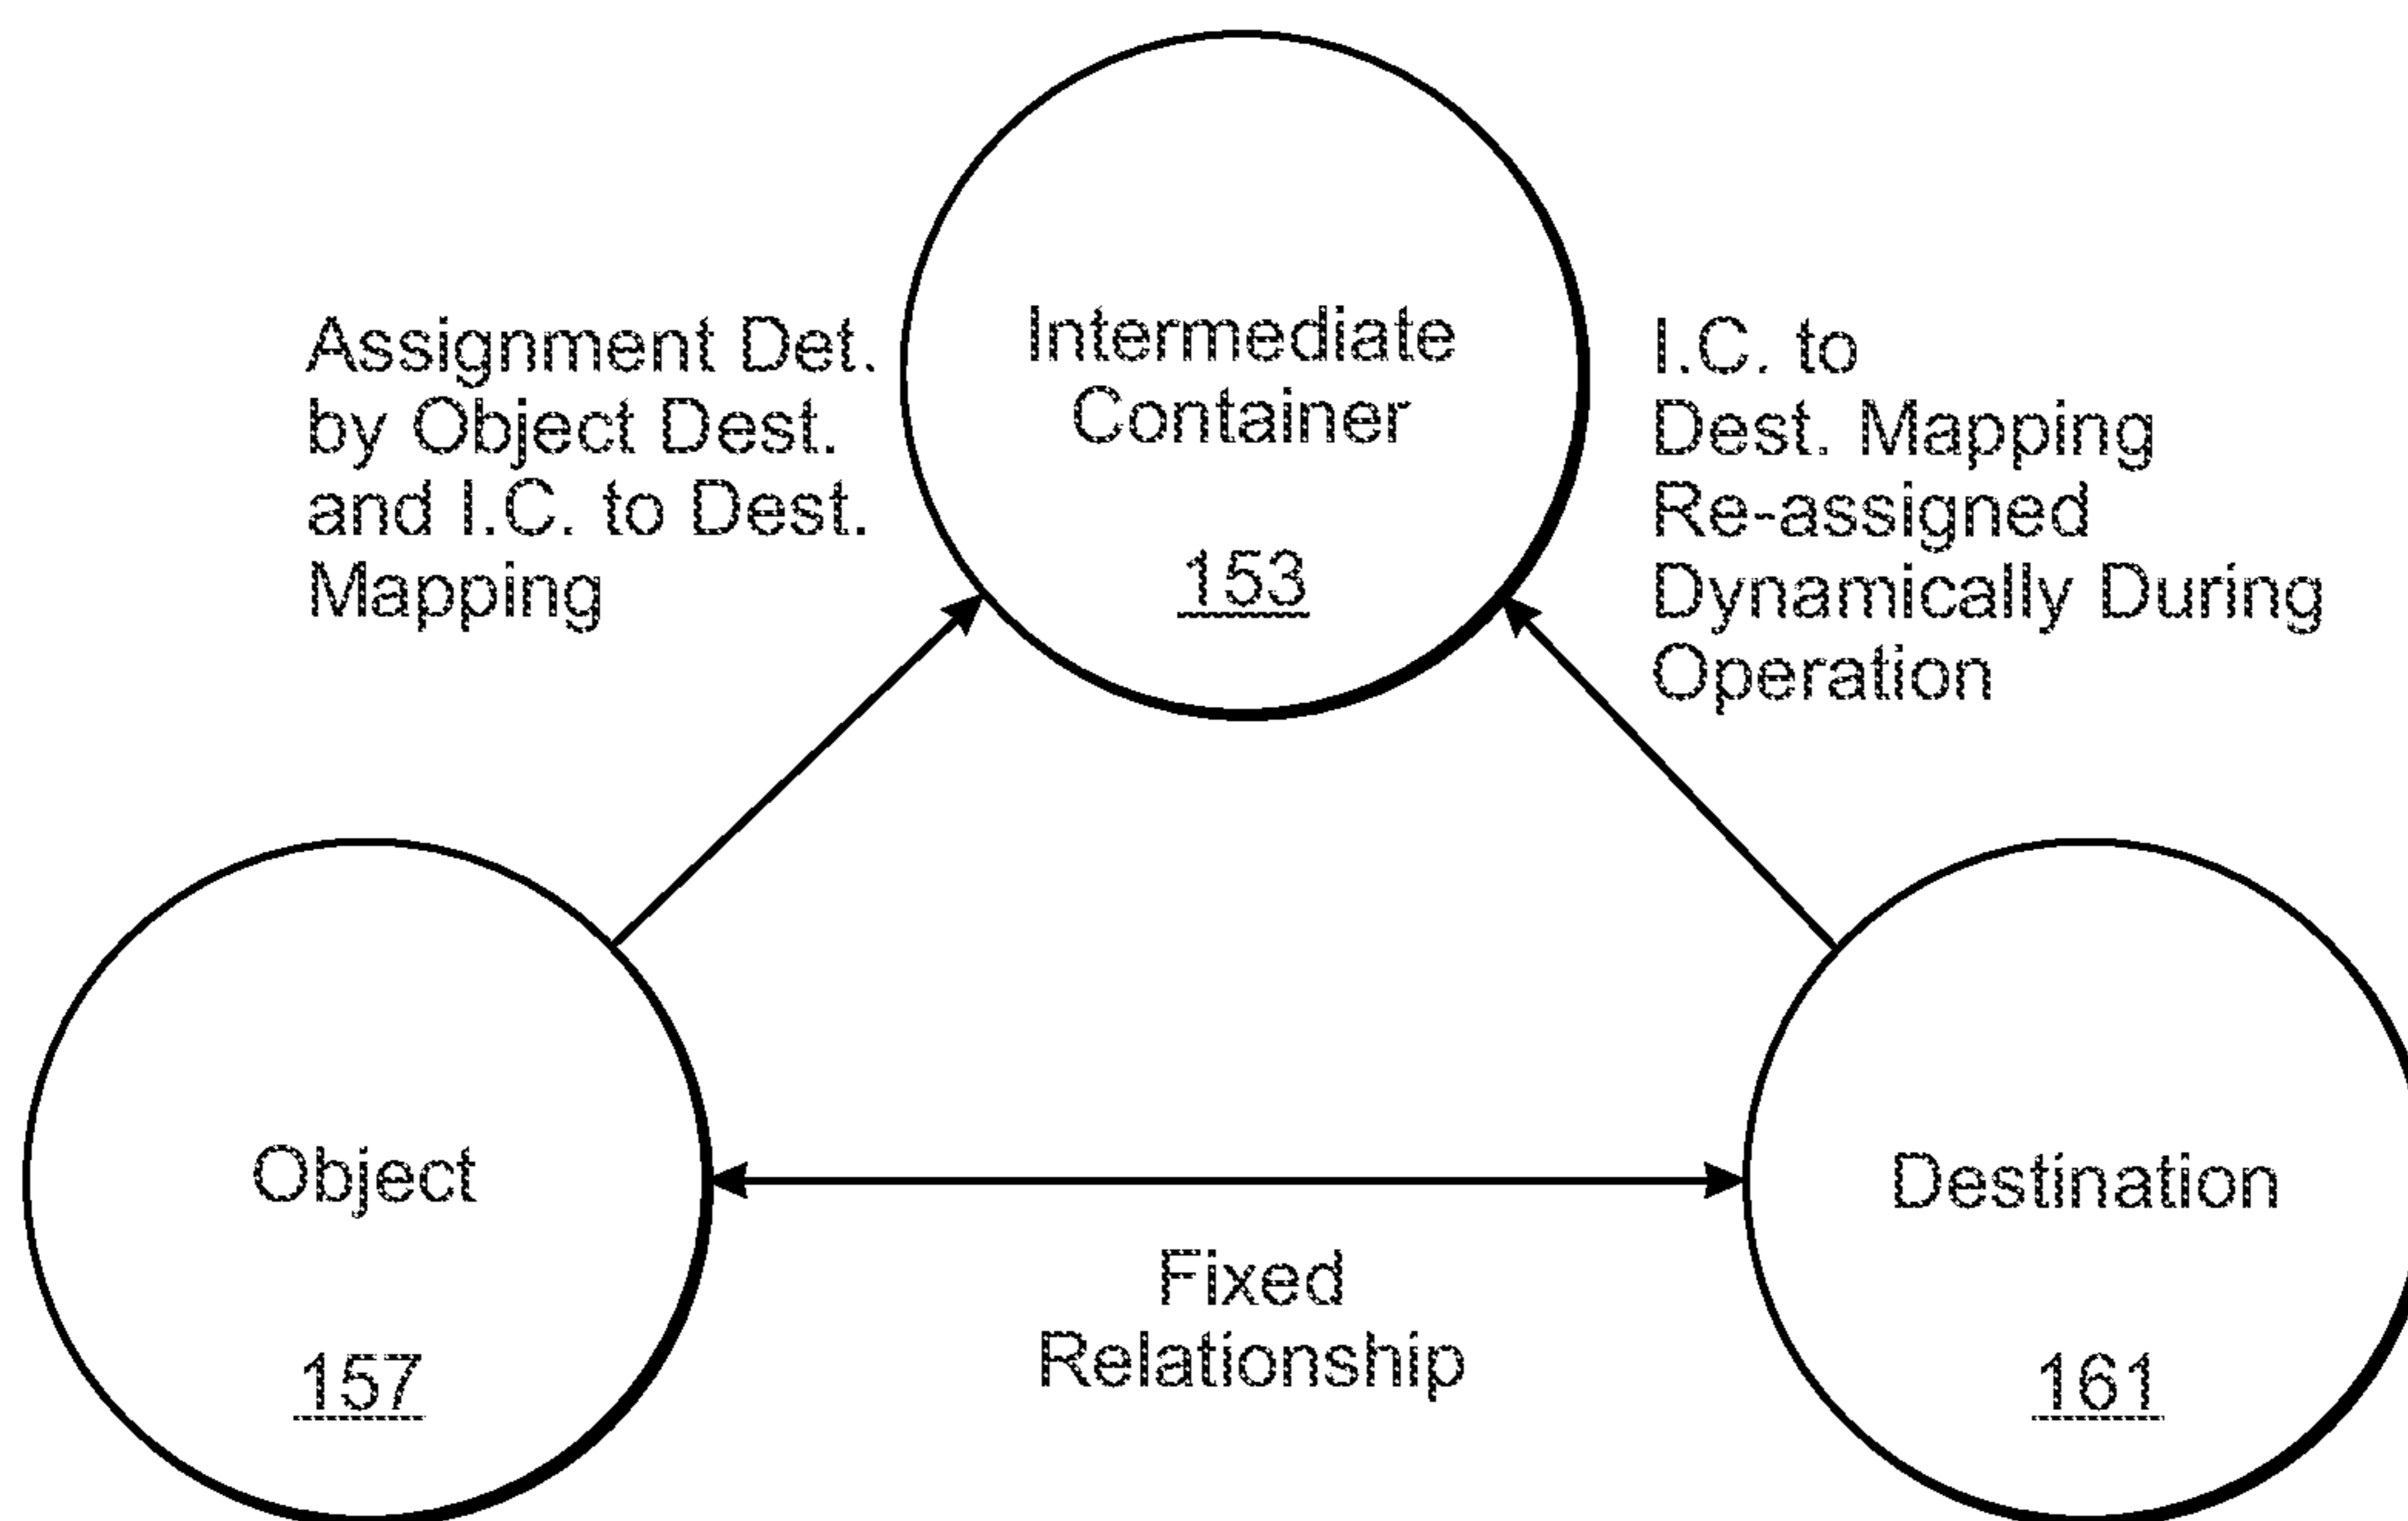 Assignment Det.
by Object Dest.
and I.C. to Dest.
Mapping
Intermediate
Container
153
I.C. to
Dest. Mapping
Re-assigned
Dynamically During
Operation
Object
157
Fixed
Relationship
Destination
161